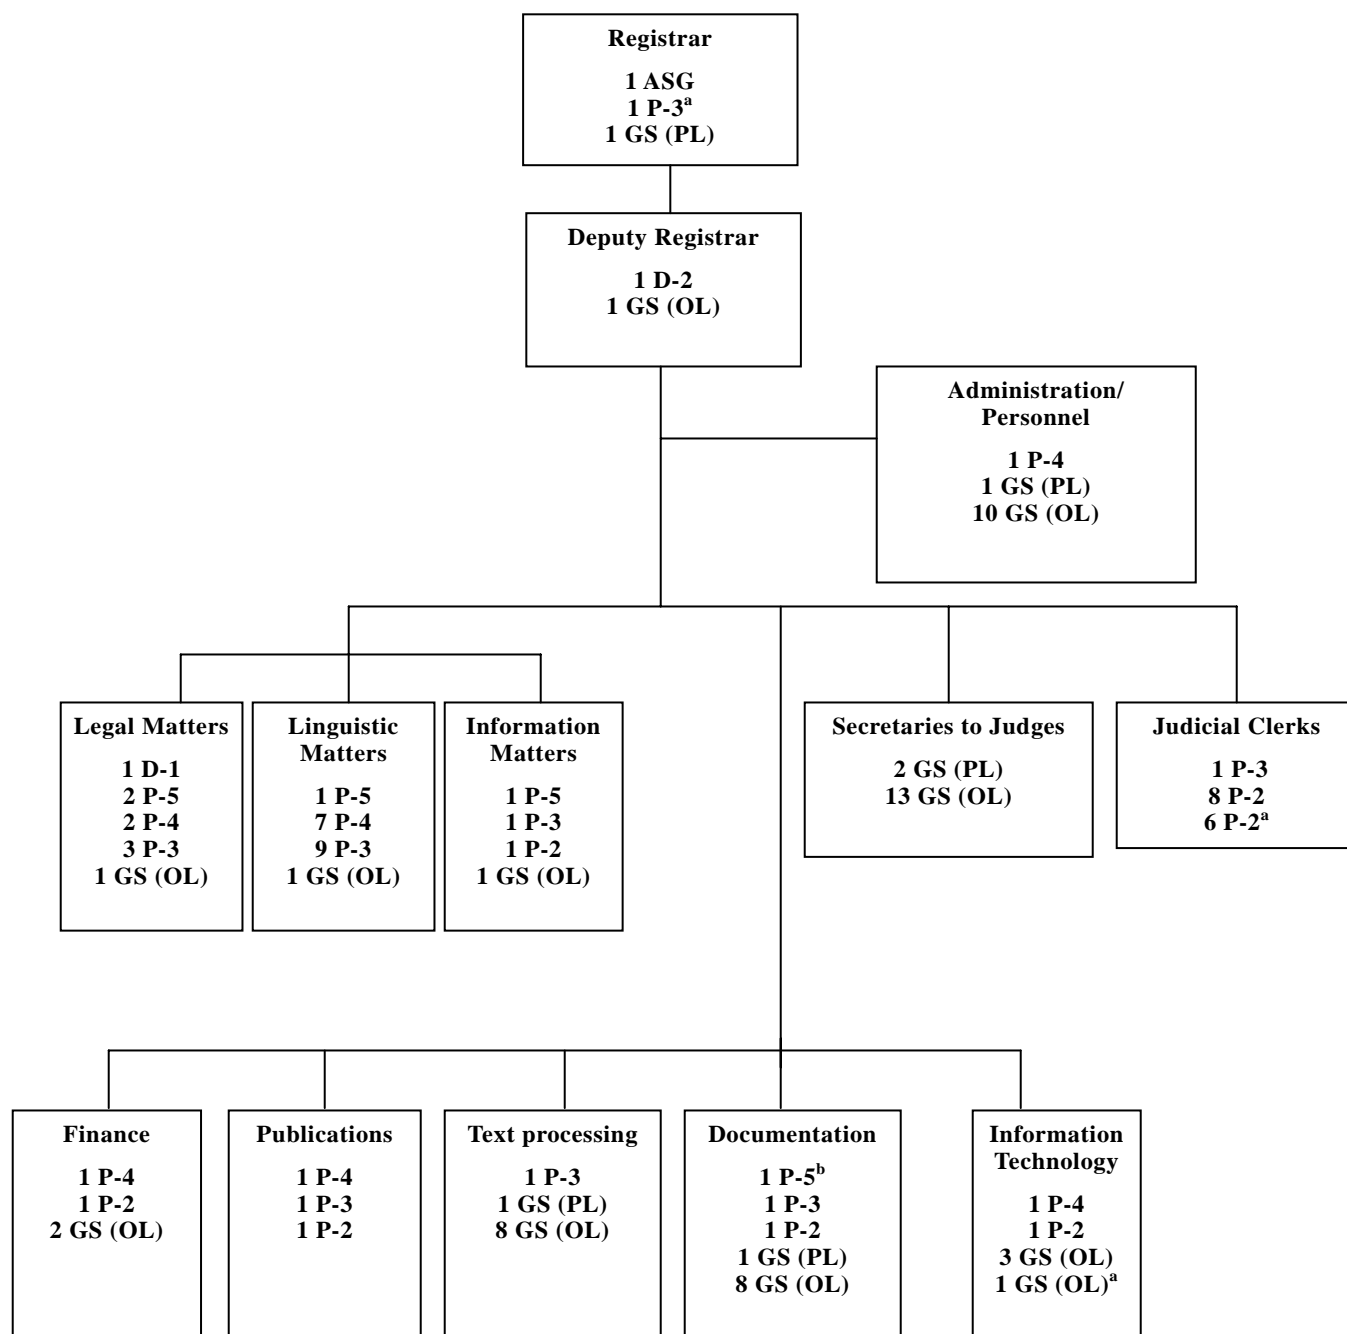 Registrar
1 ASG
1 P-3ᵃ
1 GS (PL)
Deputy Registrar
1 D-2
1 GS (OL)
Administration/
Personnel
1 P-4
1 GS (PL)
10 GS (OL)
Legal Matters
1 D-1
2 P-5
2 P-4
3 P-3
1 GS (OL)
Linguistic
Matters
1 P-5
7 P-4
9 P-3
1 GS (OL)
Information
Matters
1 P-5
1 P-3
1 P-2
1 GS (OL)
Secretaries to Judges
2 GS (PL)
13 GS (OL)
Judicial Clerks
1 P-3
8 P-2
6 P-2ᵃ
Finance
1 P-4
1 P-2
2 GS (OL)
Publications
1 P-4
1 P-3
1 P-2
Text processing
1 P-3
1 GS (PL)
8 GS (OL)
Documentation
1 P-5ᵇ
1 P-3
1 P-2
1 GS (PL)
8 GS (OL)
Information
Technology
1 P-4
1 P-2
3 GS (OL)
1 GS (OL)ᵃ